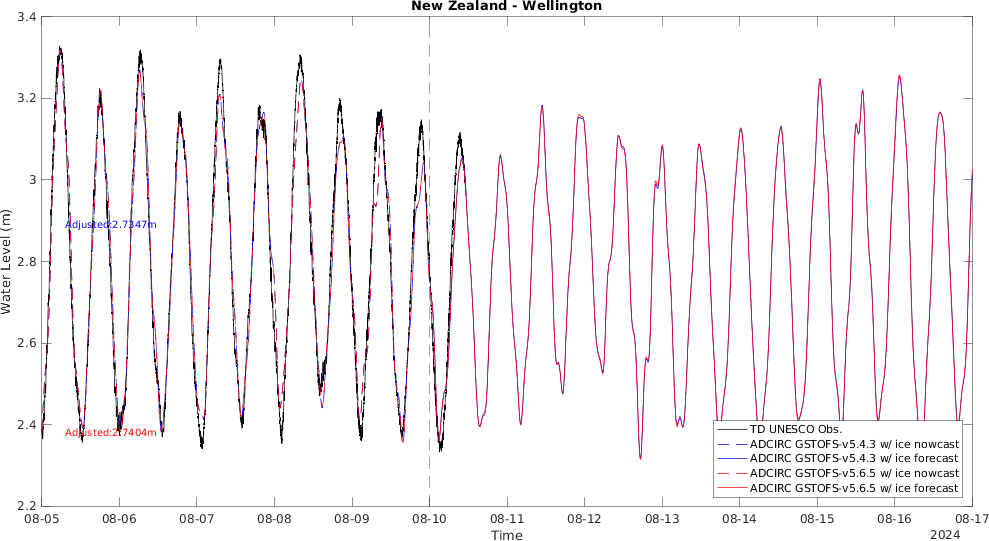 New Zealand - Wellington
3.4
3.2
3
2.8
2.6
2.4
2.2
Water Level (m)
Adjusted:2.7347m
Adjusted:2.7404m
TD UNESCO Obs.
ADCIRC GSTOFS-v5.4.3 w/ ice nowcast
ADCIRC GSTOFS-v5.4.3 w/ ice forecast
ADCIRC GSTOFS-v5.6.5 w/ ice nowcast
ADCIRC GSTOFS-v5.6.5 w/ ice forecast
08-05 08-06 08-07 08-08 08-09 08-10 08-11 08-12 08-13 08-14 08-15 08-16 08-17
Time
2024